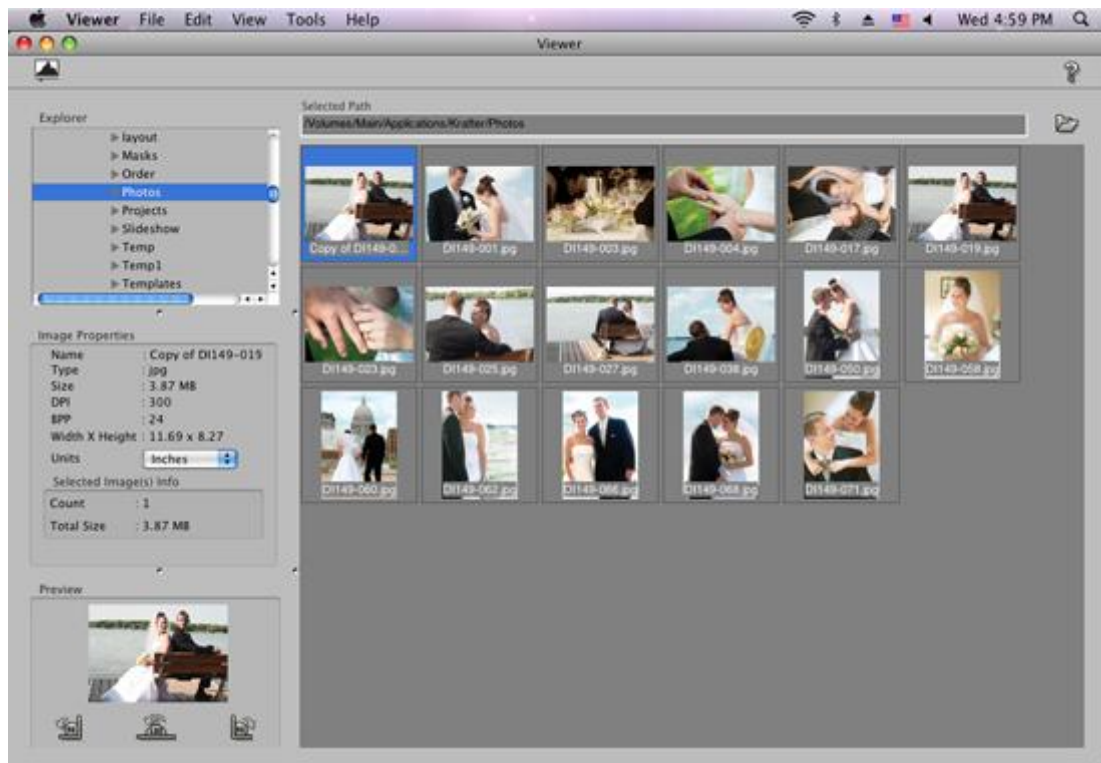 Viewer File Edit View Tools Help Wed 4:59 PM
Viewer
Explorer
layout
Masks
Order
Photos
Projects
Slideshow
Temp
Temp1
Templates
Image Properties
Name : Copy of DI149-019
Type : jpg
Size : 3.87 MB
DPI : 300
BPP : 24
Width X Height : 11.69 x 8.27
Units Inches
Selected Image(s) Info
Count : 1
Total Size : 3.87 MB
Preview
Selected Path
/Volumes/Main/Applications/Krafter/Photos
Copy of DI149-0... DI149-001.jpg DI149-003.jpg DI149-004.jpg DI149-017.jpg DI149-019.jpg
DI149-023.jpg DI149-025.jpg DI149-027.jpg DI149-038.jpg DI149-050.jpg DI149-058.jpg
DI149-060.jpg DI149-062.jpg DI149-066.jpg DI149-068.jpg DI149-071.jpg